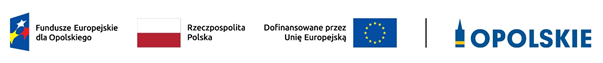 Fundusze Europejskie
dla Opolskiego
Rzeczpospolita
Polska
Dofinansowane przez
Unię Europejską
OPOLSKIE